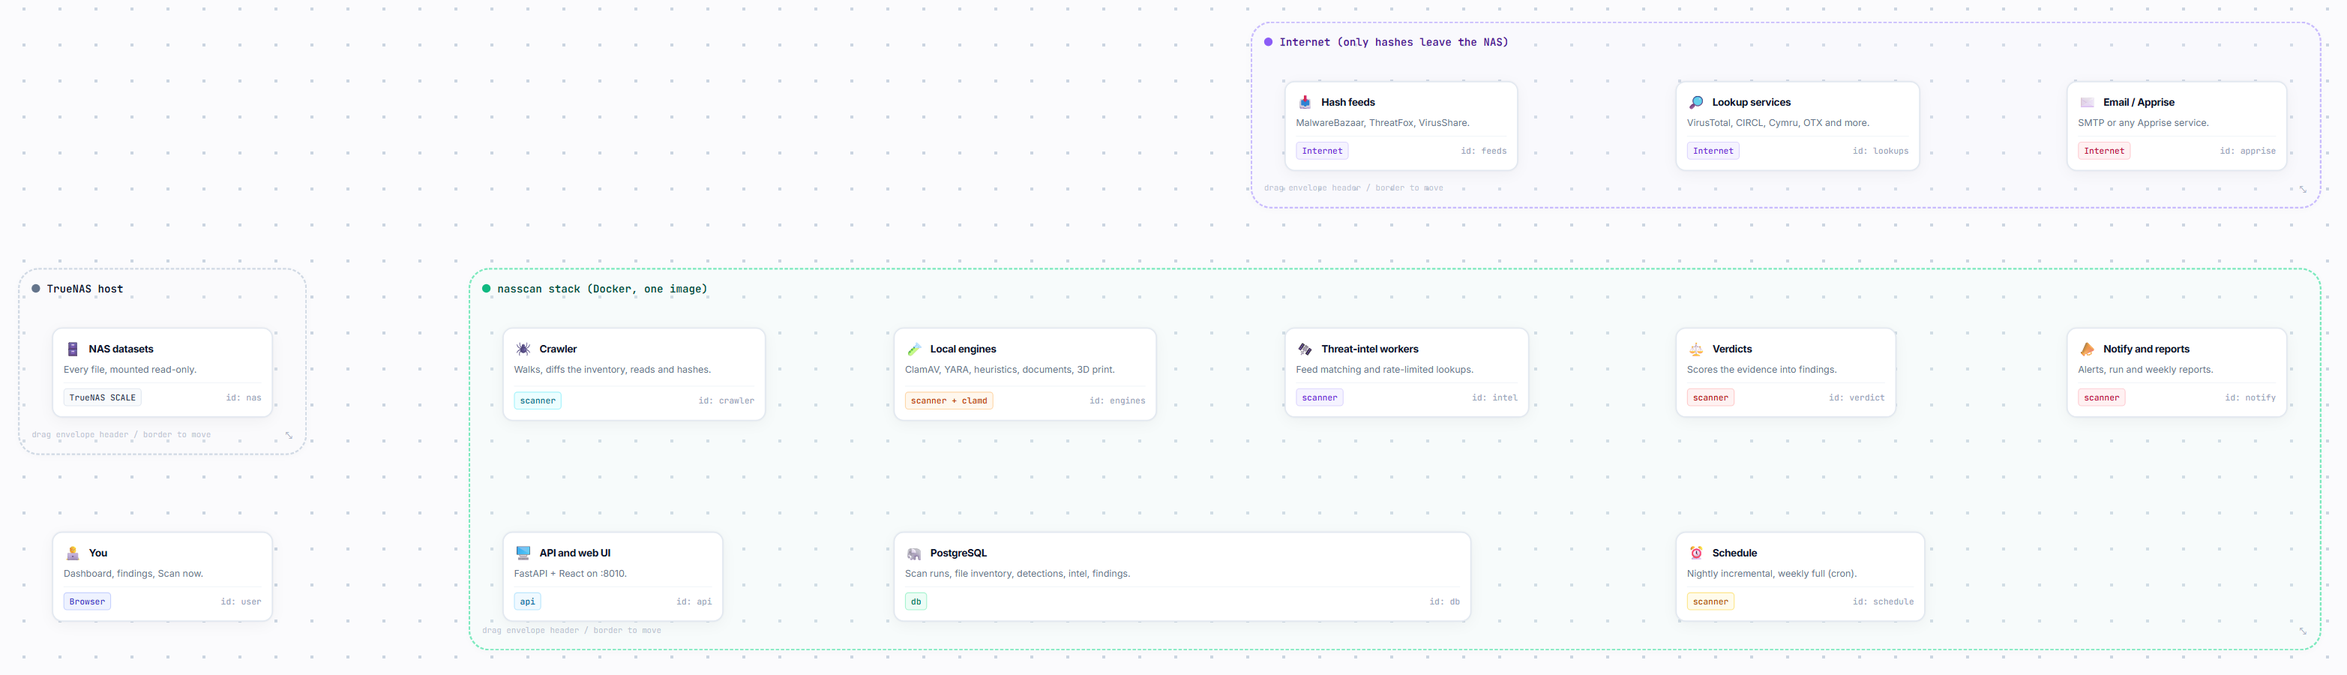 Internet (only hashes leave the NAS)
Hash feeds
MalwareBazaar, ThreatFox, VirusShare.
Internet
id: feeds
Lookup services
VirusTotal, CIRCL, Cymru, OTX and more.
Internet
id: lookups
Email / Apprise
SMTP or any Apprise service.
Internet
id: apprise
drag envelope header / border to move
TrueNAS host
NAS datasets
Every file, mounted read-only.
TrueNAS SCALE
id: nas
drag envelope header / border to move
nasscan stack (Docker, one image)
Crawler
Walks, diffs the inventory, reads and hashes.
scanner
id: crawler
Local engines
ClamAV, YARA, heuristics, documents, 3D print.
scanner + clamd
id: engines
Threat-intel workers
Feed matching and rate-limited lookups.
scanner
id: intel
Verdicts
Scores the evidence into findings.
scanner
id: verdict
Notify and reports
Alerts, run and weekly reports.
scanner
id: notify
You
Dashboard, findings, Scan now.
Browser
id: user
API and web UI
FastAPI + React on :8010.
api
id: api
PostgreSQL
Scan runs, file inventory, detections, intel, findings.
db
id: db
Schedule
Nightly incremental, weekly full (cron).
scanner
id: schedule
drag envelope header / border to move